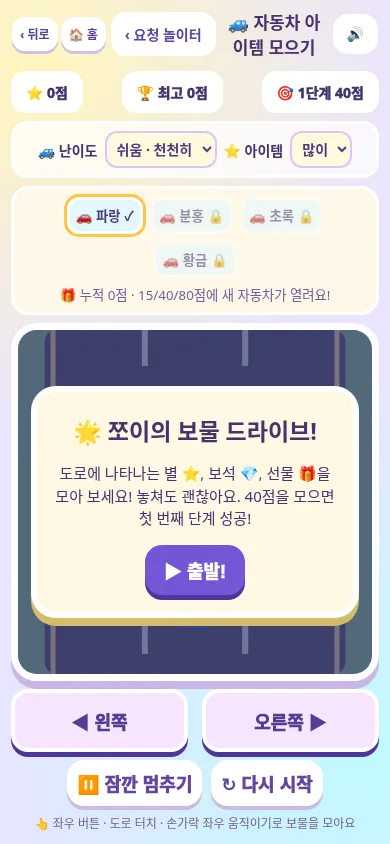 ‹ 뒤로 🏠 홈 ‹ 요청 놀이터 🚙 자동차 아
이템 모으기 🔊
⭐ 0점 🏆 최고 0점 🎯 1단계 40점
🚙 난이도 쉬움 · 천천히 ⭐ 아이템 많이
🚗 파랑 ✓ 🚗 분홍 🔒 🚗 초록 🔒
🚗 황금 🔒
🎁 누적 0점 · 15/40/80점에 새 자동차가 열려요!
🌟 쪼이의 보물 드라이브!
도로에 나타나는 별 ⭐, 보석 💎, 선물 🎁을
모아 보세요! 놓쳐도 괜찮아요. 40점을 모으면
첫 번째 단계 성공!
▶ 출발!
◀ 왼쪽 오른쪽 ▶
⏸️ 잠깐 멈추기 ↻ 다시 시작
👆 좌우 버튼 · 도로 터치 · 손가락 좌우 움직이기로 보물을 모아요